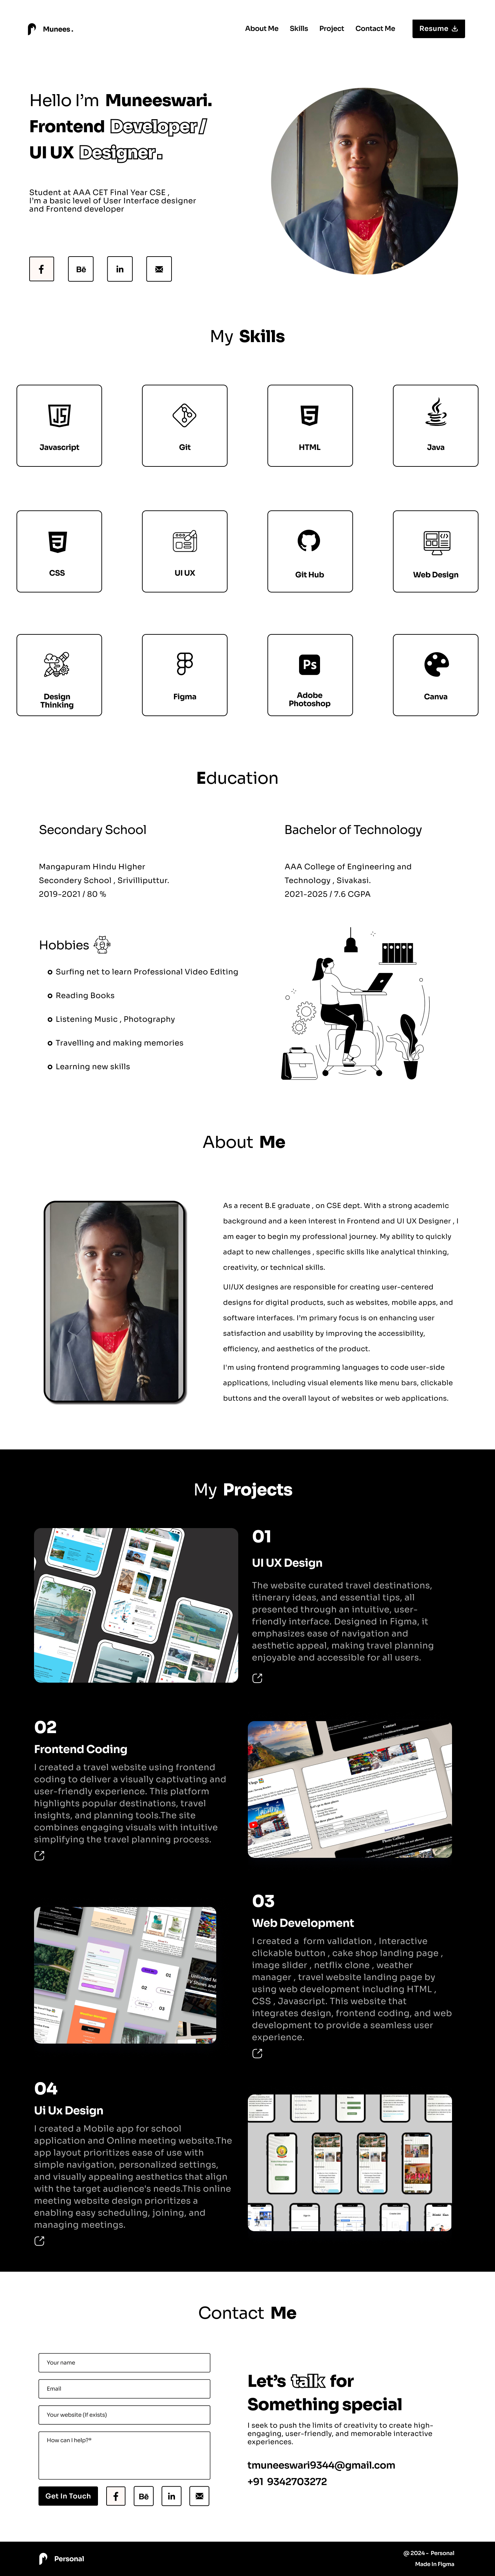 Munees .
About Me
Skills
Project
Contact Me
Resume
Hello I'm Muneeswari.
Frontend Developer/
UI UX Designer.
Student at AAA CET Final Year CSE ,
I'm a basic level of User Interface designer
and Frontend developer
Bē
in
My Skills
JS
Javascript
Git
HTML
Java
CSS
UI UX
Git Hub
Web Design
Design
Thinking
Figma
Ps
Adobe
Photoshop
Canva
Education
Secondary School
Mangapuram Hindu Higher
Secondery School , Srivilliputtur.
2019-2021 / 80 %
Bachelor of Technology
AAA College of Engineering and
Technology , Sivakasi.
2021-2025 / 7.6 CGPA
Hobbies
Surfing net to learn Professional Video Editing
Reading Books
Listening Music , Photography
Travelling and making memories
Learning new skills
About Me
As a recent B.E graduate , on CSE dept. With a strong academic
background and a keen interest in Frontend and UI UX Designer , I
am eager to begin my professional journey. My ability to quickly
adapt to new challenges , specific skills like analytical thinking,
creativity, or technical skills.
UI/UX designes are responsible for creating user-centered
designs for digital products, such as websites, mobile apps, and
software interfaces. I'm primary focus is on enhancing user
satisfaction and usability by improving the accessibility,
efficiency, and aesthetics of the product.
I'm using frontend programming languages to code user-side
applications, including visual elements like menu bars, clickable
buttons and the overall layout of websites or web applications.
My Projects
01
UI UX Design
The website curated travel destinations,
itinerary ideas, and essential tips, all
presented through an intuitive, user-
friendly interface. Designed in Figma, it
emphasizes ease of navigation and
aesthetic appeal, making travel planning
enjoyable and accessible for all users.
02
Frontend Coding
I created a travel website using frontend
coding to deliver a visually captivating and
user-friendly experience. This platform
highlights popular destinations, travel
insights, and planning tools.The site
combines engaging visuals with intuitive
simplifying the travel planning process.
Contact
Photo Gallery
03
Web Development
I created a form validation , Interactive
clickable button , cake shop landing page ,
image slider , netflix clone , weather
manager , travel website landing page by
using web development including HTML ,
CSS , Javascript. This website that
integrates design, frontend coding, and web
development to provide a seamless user
experience.
01
02
03
04
Ui Ux Design
I created a Mobile app for school
application and Online meeting website.The
app layout prioritizes ease of use with
simple navigation, personalized settings,
and visually appealing aesthetics that align
with the target audience's needs.This online
meeting website design prioritizes a
enabling easy scheduling, joining, and
managing meetings.
Contact Me
Your name
Email
Your website (If exists)
How can I help?*
Get In Touch
Bē
in
Let's talk for
Something special
I seek to push the limits of creativity to create high-
engaging, user-friendly, and memorable interactive
experiences.
tmuneeswari9344@gmail.com
+91 9342703272
Personal
@ 2024 - Personal
Made In Figma